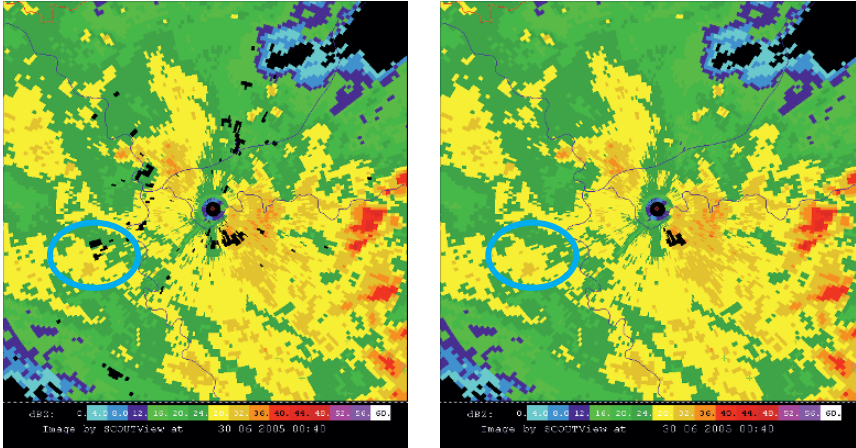 dBZ: 0. 4.0 8.0 12. 16. 20. 24. 28. 32. 36. 40. 44. 48. 52. 56. 60.
Image by SCOUTView at 30 06 2005 00:40
dBZ: 0. 4.0 8.0 12. 16. 20. 24. 28. 32. 36. 40. 44. 48. 52. 56. 60.
Image by SCOUTView at 30 06 2005 00:40